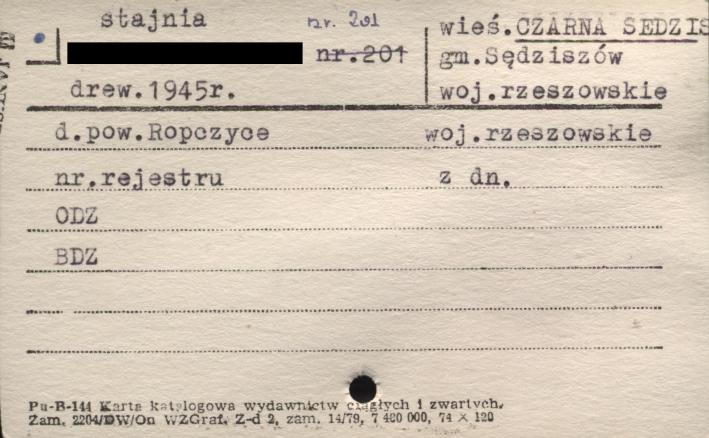 stajnia nr. 201 wieś.CZARNA SEDZIS
nr.201 gm.Sędziszów
drew.1945r. woj.rzeszowskie
d.pow.Ropczyce woj.rzeszowskie
nr.rejestru z dn.
ODZ
BDZ
Pu-B-144 Karta katalogowa wydawnictw ciągłych i zwartych.
Zam. 2204/DW/On WZGraf. Z-d 2, zam. 14/79, 7 420 000, 74 × 120